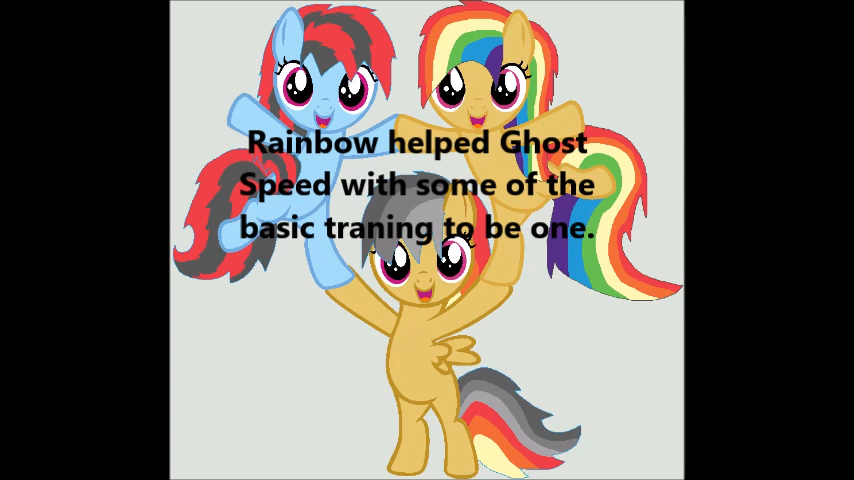 Rainbow helped Ghost
Speed with some of the
basic traning to be one.